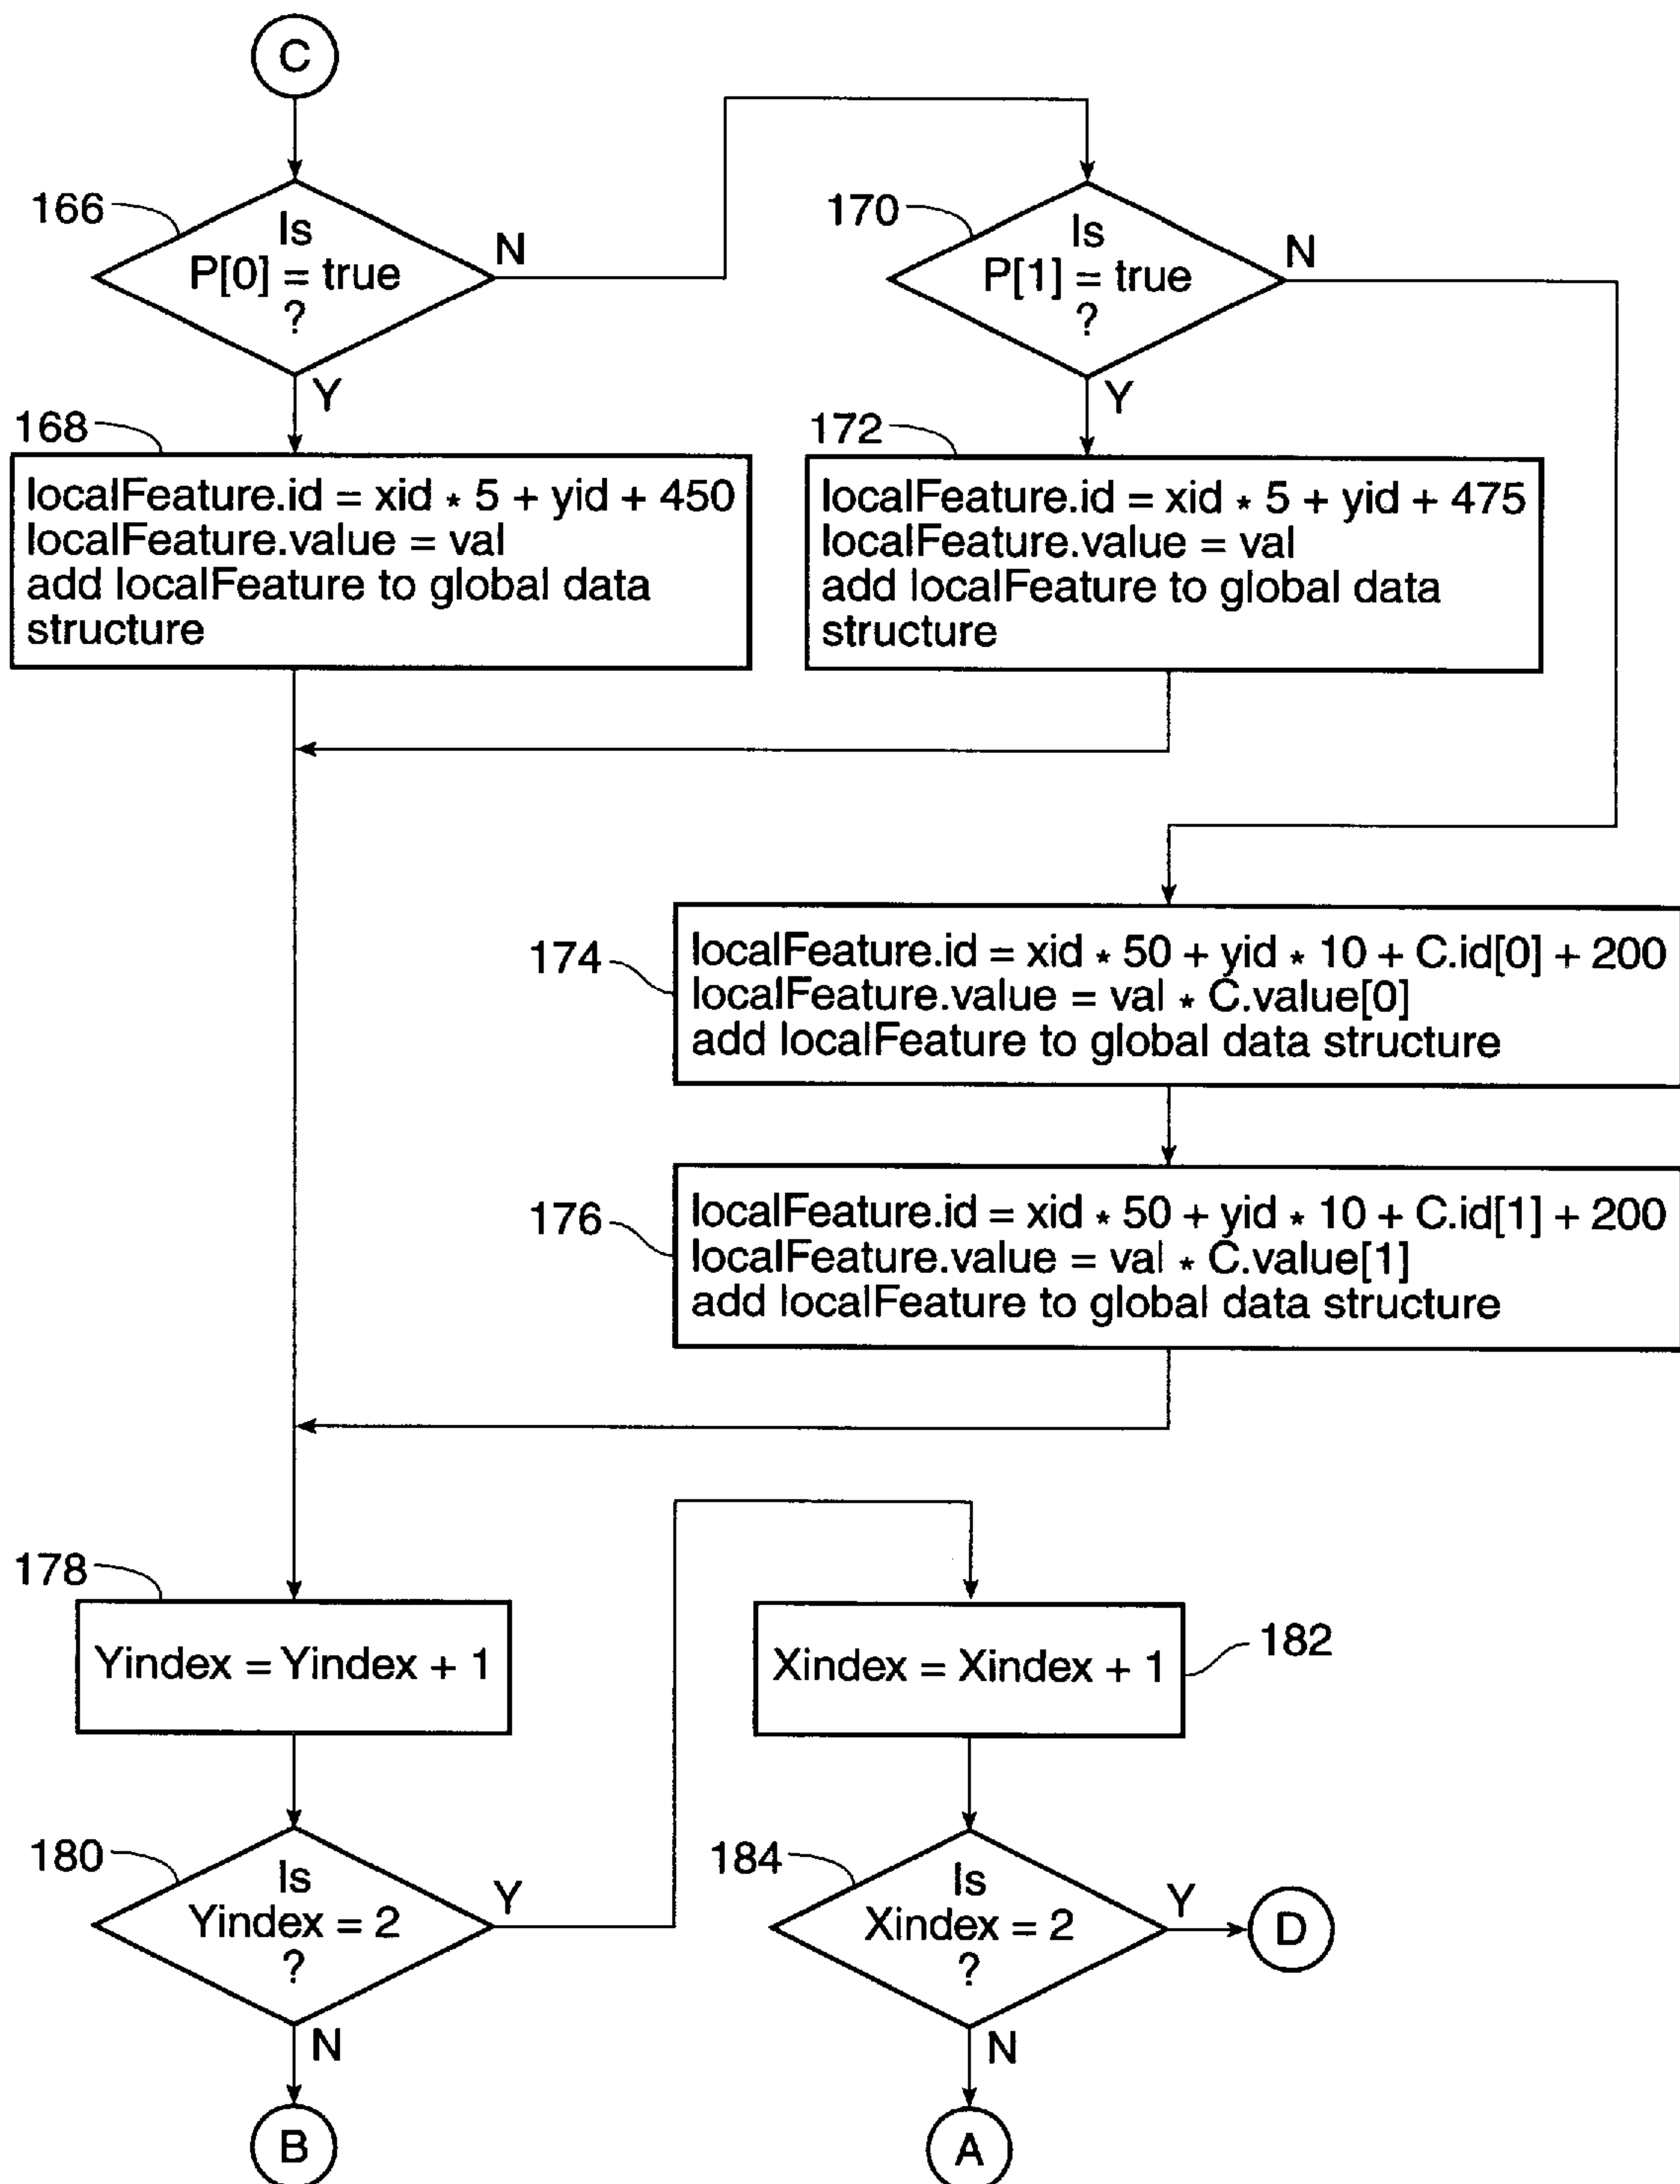 C
166
Is
P[0] = true
?
N
Y
170
Is
P[1] = true
?
N
Y
168
localFeature.id = xid * 5 + yid + 450
localFeature.value = val
add localFeature to global data
structure
172
localFeature.id = xid * 5 + yid + 475
localFeature.value = val
add localFeature to global data
structure
174
localFeature.id = xid * 50 + yid * 10 + C.id[0] + 200
localFeature.value = val * C.value[0]
add localFeature to global data structure
176
localFeature.id = xid * 50 + yid * 10 + C.id[1] + 200
localFeature.value = val * C.value[1]
add localFeature to global data structure
178
Yindex = Yindex + 1
182
Xindex = Xindex + 1
180
Is
Yindex = 2
?
Y
N
184
Is
Xindex = 2
?
Y
D
N
B
A